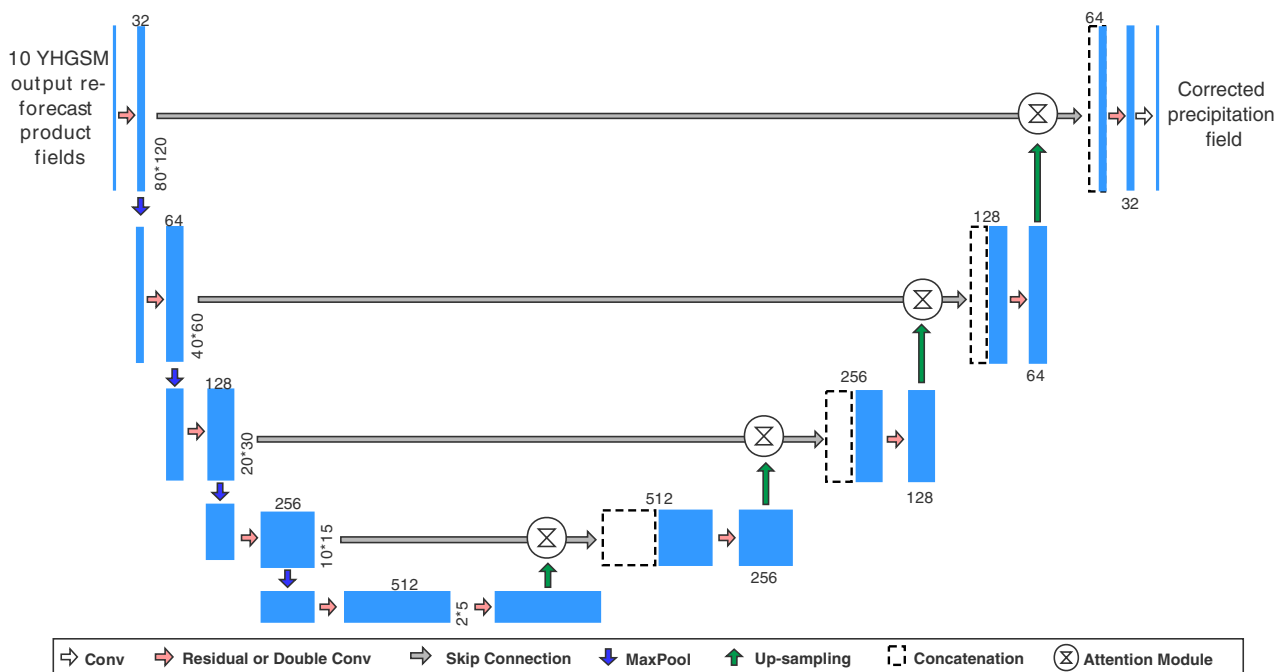 32
64
10 YHGSM
output re-
forecast
product
fields
Corrected
precipitation
field
80*120
32
64
128
40*60
64
128
256
20*30
128
256
512
10*15
256
512
2*5
Conv
Residual or Double Conv
Skip Connection
MaxPool
Up-sampling
Concatenation
Attention Module